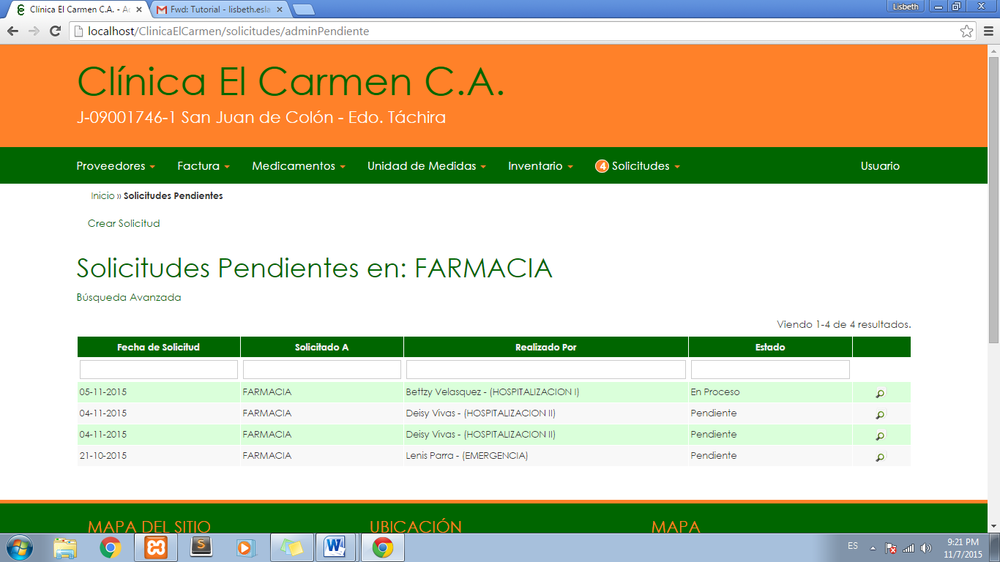 Clínica El Carmen C.A. - Ad
Fwd: Tutorial - lisbeth.esla
Lisbeth
localhost/ClinicaElCarmen/solicitudes/adminPendiente
Clínica El Carmen C.A.
J-09001746-1 San Juan de Colón - Edo. Táchira
Proveedores Factura Medicamentos Unidad de Medidas Inventario 4 Solicitudes Usuario
Inicio » Solicitudes Pendientes
Crear Solicitud
Solicitudes Pendientes en: FARMACIA
Búsqueda Avanzada
Viendo 1-4 de 4 resultados.
Fecha de Solicitud Solicitado A Realizado Por Estado
05-11-2015 FARMACIA Bettzy Velasquez - (HOSPITALIZACION I) En Proceso
04-11-2015 FARMACIA Deisy Vivas - (HOSPITALIZACION II) Pendiente
04-11-2015 FARMACIA Deisy Vivas - (HOSPITALIZACION II) Pendiente
21-10-2015 FARMACIA Lenis Parra - (EMERGENCIA) Pendiente
MAPA DEL SITIO UBICACIÓN MAPA
ES
9:21 PM
11/7/2015